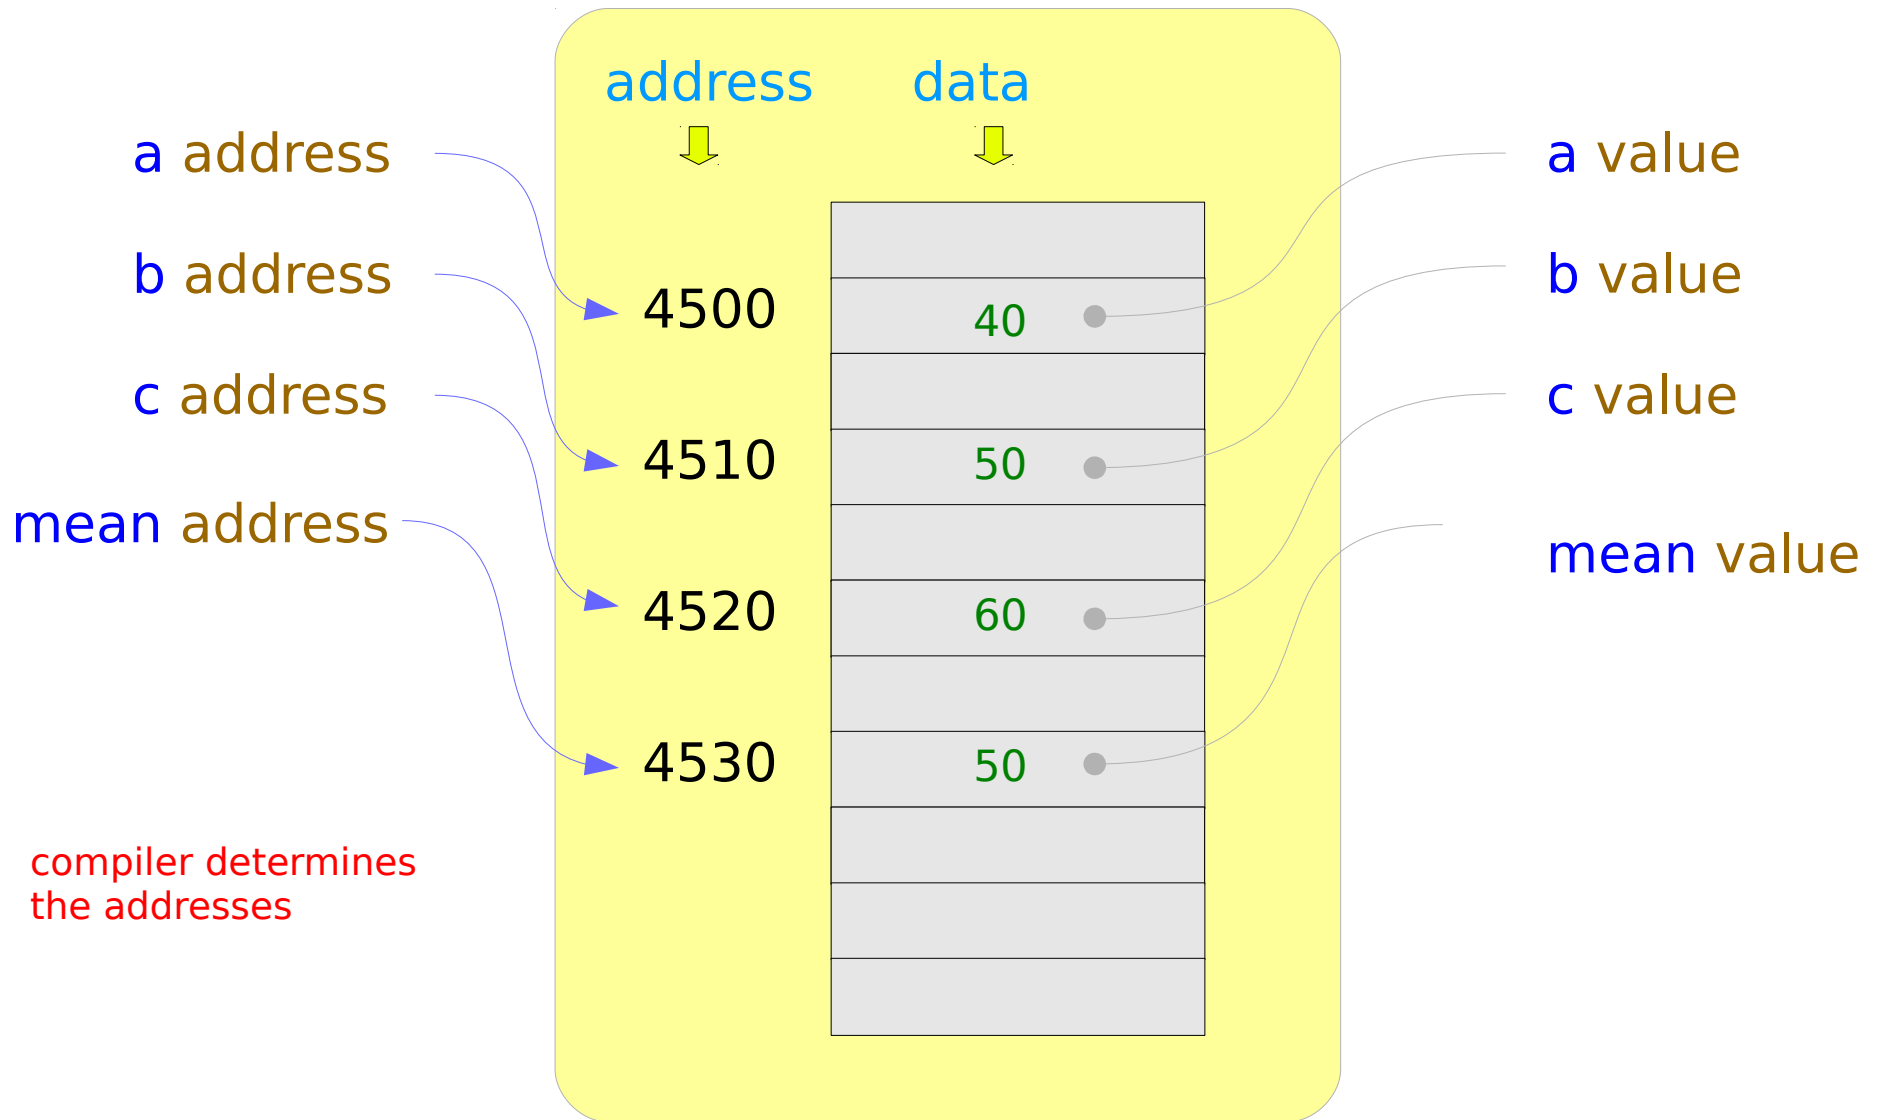 address data
a address
a value
b address
b value
4500 40
c address
c value
4510 50
mean address
mean value
4520 60
4530 50
compiler determines
the addresses